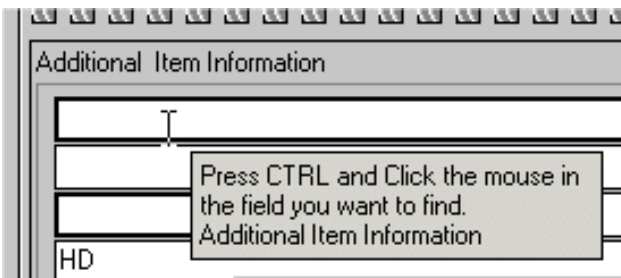 Additional Item Information
Press CTRL and Click the mouse in
the field you want to find.
Additional Item Information
HD